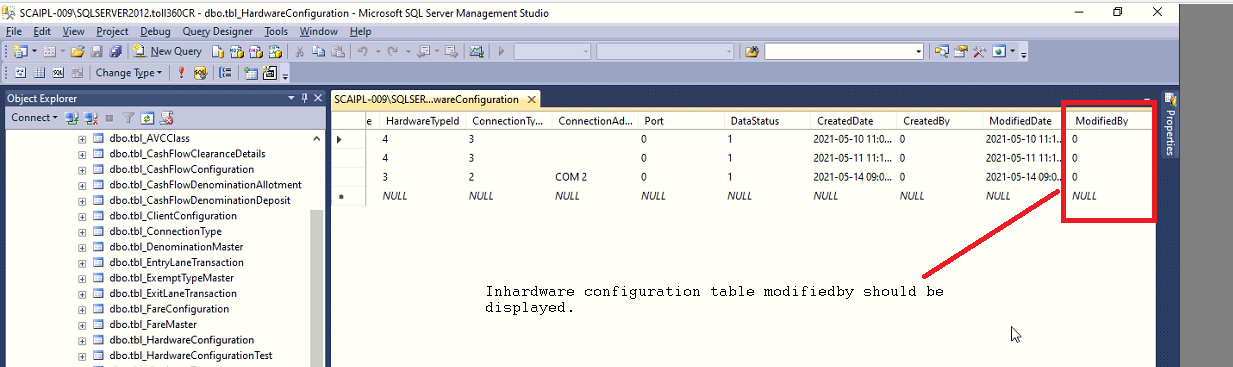 SCAIPL-009\SQLSERVER2012.toll360CR - dbo.tbl_HardwareConfiguration - Microsoft SQL Server Management Studio
File Edit View Project Debug Query Designer Tools Window Help
New Query
Change Type
Object Explorer
Connect
dbo.tbl_AVCClass
dbo.tbl_CashFlowClearanceDetails
dbo.tbl_CashFlowConfiguration
dbo.tbl_CashFlowDenominationAllotment
dbo.tbl_CashFlowDenominationDeposit
dbo.tbl_ClientConfiguration
dbo.tbl_ConnectionType
dbo.tbl_DenominationMaster
dbo.tbl_EntryLaneTransaction
dbo.tbl_ExemptTypeMaster
dbo.tbl_ExitLaneTransaction
dbo.tbl_FareConfiguration
dbo.tbl_FareMaster
dbo.tbl_HardwareConfiguration
dbo.tbl_HardwareConfigurationTest
SCAIPL-009\SQLSER...wareConfiguration
e HardwareTypeId ConnectionTy... ConnectionAd... Port DataStatus CreatedDate CreatedBy ModifiedDate ModifiedBy
4 3 0 1 2021-05-10 11:0... 0 2021-05-10 11:1... 0
4 3 0 1 2021-05-11 11:1... 0 2021-05-11 11:1... 0
3 2 COM 2 0 1 2021-05-14 09:0... 0 2021-05-14 09:0... 0
NULL NULL NULL NULL NULL NULL NULL NULL NULL
Inhardware configuration table modifiedby should be
displayed.
Properties